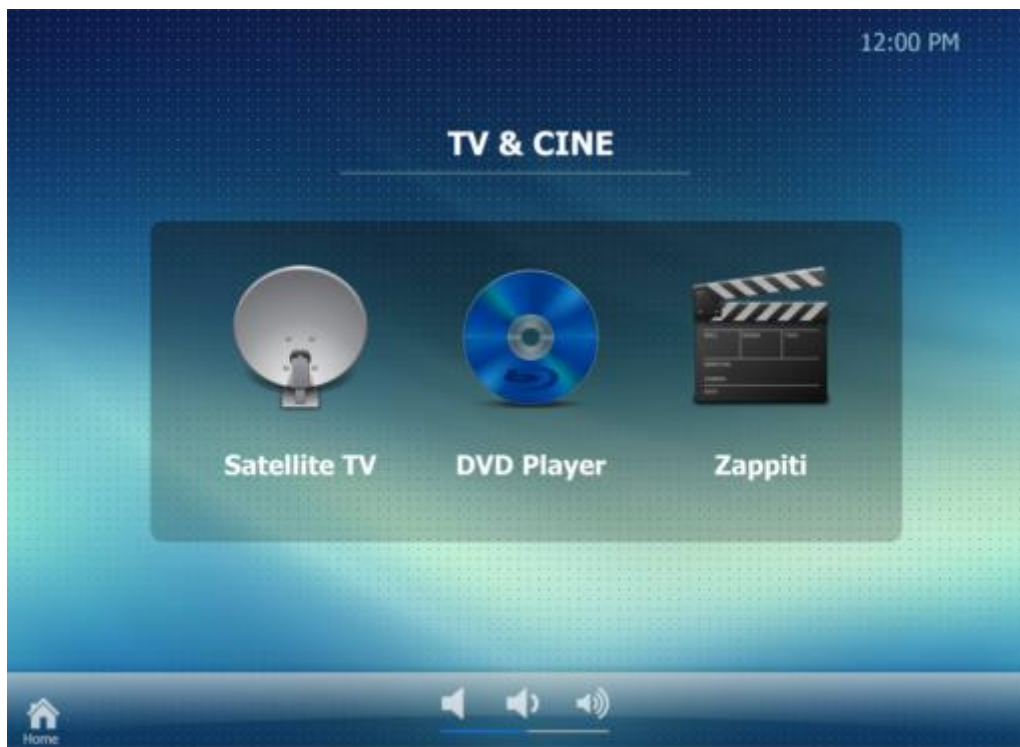 12:00 PM
TV & CINE
Satellite TV
DVD Player
Zappiti
Home